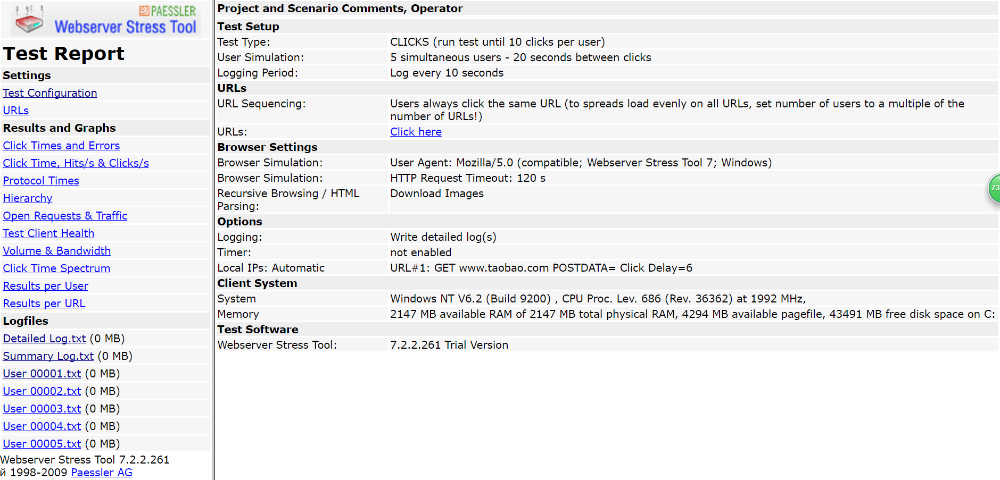 PAESSLER
Webserver Stress Tool
Test Report
Settings
Test Configuration
URLs
Results and Graphs
Click Times and Errors
Click Time, Hits/s & Clicks/s
Protocol Times
Hierarchy
Open Requests & Traffic
Test Client Health
Volume & Bandwidth
Click Time Spectrum
Results per User
Results per URL
Logfiles
Detailed Log.txt (0 MB)
Summary Log.txt (0 MB)
User 00001.txt (0 MB)
User 00002.txt (0 MB)
User 00003.txt (0 MB)
User 00004.txt (0 MB)
User 00005.txt (0 MB)
Webserver Stress Tool 7.2.2.261
й 1998-2009 Paessler AG
Project and Scenario Comments, Operator
Test Setup
Test Type: CLICKS (run test until 10 clicks per user)
User Simulation: 5 simultaneous users - 20 seconds between clicks
Logging Period: Log every 10 seconds
URLs
URL Sequencing: Users always click the same URL (to spreads load evenly on all URLs, set number of users to a multiple of the
number of URLs!)
URLs: Click here
Browser Settings
Browser Simulation: User Agent: Mozilla/5.0 (compatible; Webserver Stress Tool 7; Windows)
Browser Simulation: HTTP Request Timeout: 120 s
Recursive Browsing / HTML Download Images
Parsing:
Options
Logging: Write detailed log(s)
Timer: not enabled
Local IPs: Automatic URL#1: GET www.taobao.com POSTDATA= Click Delay=6
Client System
System Windows NT V6.2 (Build 9200) , CPU Proc. Lev. 686 (Rev. 36362) at 1992 MHz,
Memory 2147 MB available RAM of 2147 MB total physical RAM, 4294 MB available pagefile, 43491 MB free disk space on C:
Test Software
Webserver Stress Tool: 7.2.2.261 Trial Version
73